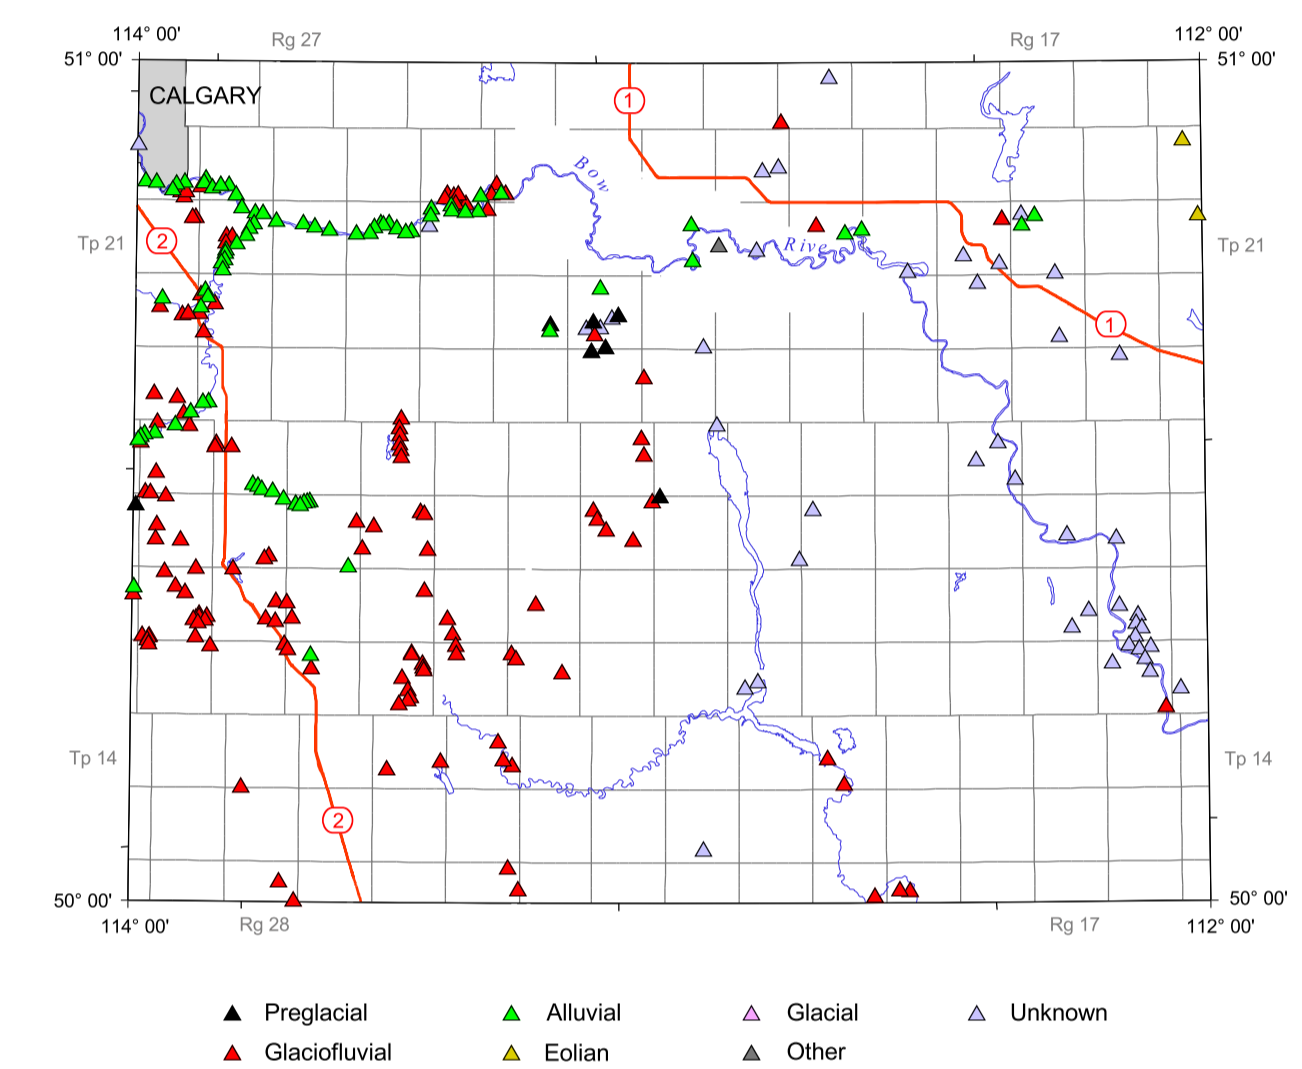 114° 00'
112° 00'
Rg 27
Rg 17
51° 00'
51° 00'
CALGARY
1
Bow
Tp 21
2
River
Tp 21
1
Tp 14
Tp 14
2
50° 00'
50° 00'
114° 00'
Rg 28
Rg 17
112° 00'
Preglacial
Alluvial
Glacial
Unknown
Glaciofluvial
Eolian
Other